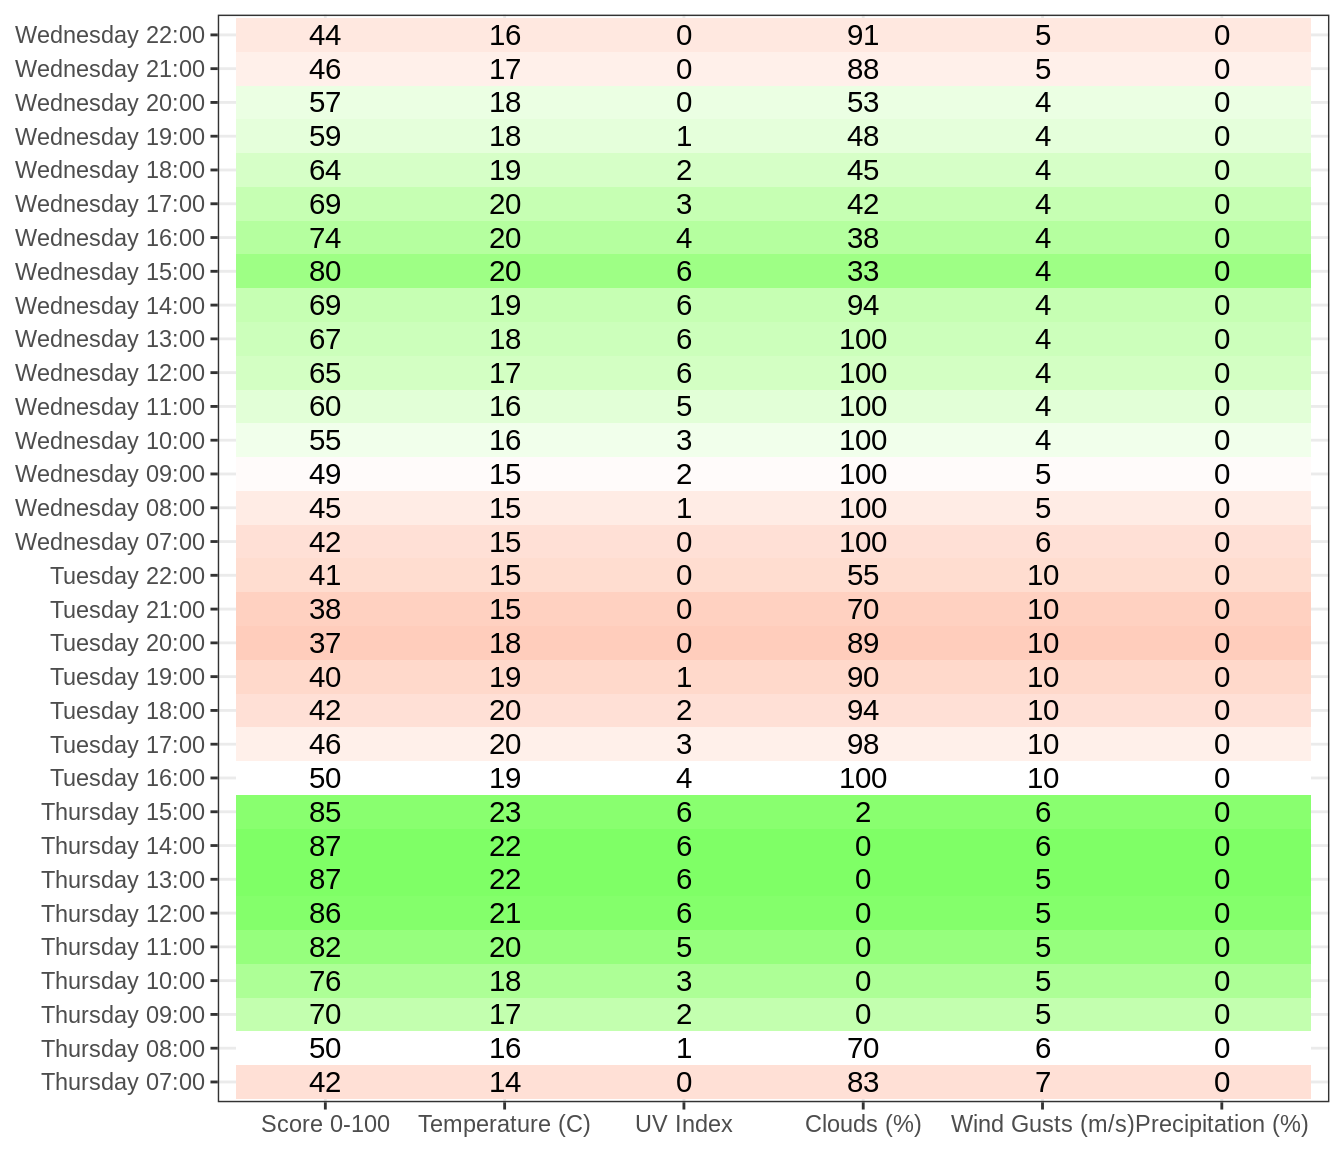 Wednesday 22:00 44 16 0 91 5 0
Wednesday 21:00 46 17 0 88 5 0
Wednesday 20:00 57 18 0 53 4 0
Wednesday 19:00 59 18 1 48 4 0
Wednesday 18:00 64 19 2 45 4 0
Wednesday 17:00 69 20 3 42 4 0
Wednesday 16:00 74 20 4 38 4 0
Wednesday 15:00 80 20 6 33 4 0
Wednesday 14:00 69 19 6 94 4 0
Wednesday 13:00 67 18 6 100 4 0
Wednesday 12:00 65 17 6 100 4 0
Wednesday 11:00 60 16 5 100 4 0
Wednesday 10:00 55 16 3 100 4 0
Wednesday 09:00 49 15 2 100 5 0
Wednesday 08:00 45 15 1 100 5 0
Wednesday 07:00 42 15 0 100 6 0
Tuesday 22:00 41 15 0 55 10 0
Tuesday 21:00 38 15 0 70 10 0
Tuesday 20:00 37 18 0 89 10 0
Tuesday 19:00 40 19 1 90 10 0
Tuesday 18:00 42 20 2 94 10 0
Tuesday 17:00 46 20 3 98 10 0
Tuesday 16:00 50 19 4 100 10 0
Thursday 15:00 85 23 6 2 6 0
Thursday 14:00 87 22 6 0 6 0
Thursday 13:00 87 22 6 0 5 0
Thursday 12:00 86 21 6 0 5 0
Thursday 11:00 82 20 5 0 5 0
Thursday 10:00 76 18 3 0 5 0
Thursday 09:00 70 17 2 0 5 0
Thursday 08:00 50 16 1 70 6 0
Thursday 07:00 42 14 0 83 7 0
Score 0-100 Temperature (C) UV Index Clouds (%) Wind Gusts (m/s) Precipitation (%)